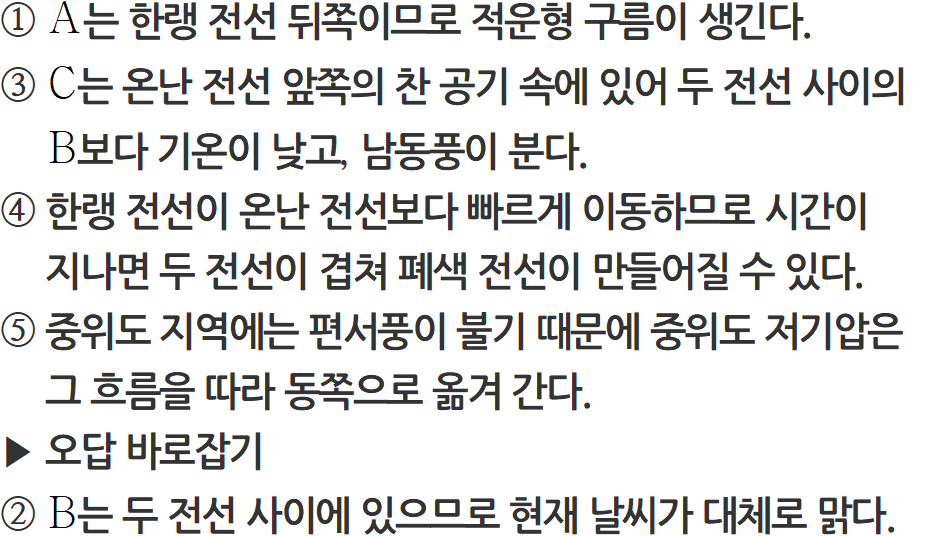 ① A는 한랭 전선 뒤쪽이므로 적운형 구름이 생긴다.
③ C는 온난 전선 앞쪽의 찬 공기 속에 있어 두 전선 사이의
B보다 기온이 낮고, 남동풍이 분다.
④ 한랭 전선이 온난 전선보다 빠르게 이동하므로 시간이
지나면 두 전선이 겹쳐 폐색 전선이 만들어질 수 있다.
⑤ 중위도 지역에는 편서풍이 불기 때문에 중위도 저기압은
그 흐름을 따라 동쪽으로 옮겨 간다.
▶ 오답 바로잡기
② B는 두 전선 사이에 있으므로 현재 날씨가 대체로 맑다.